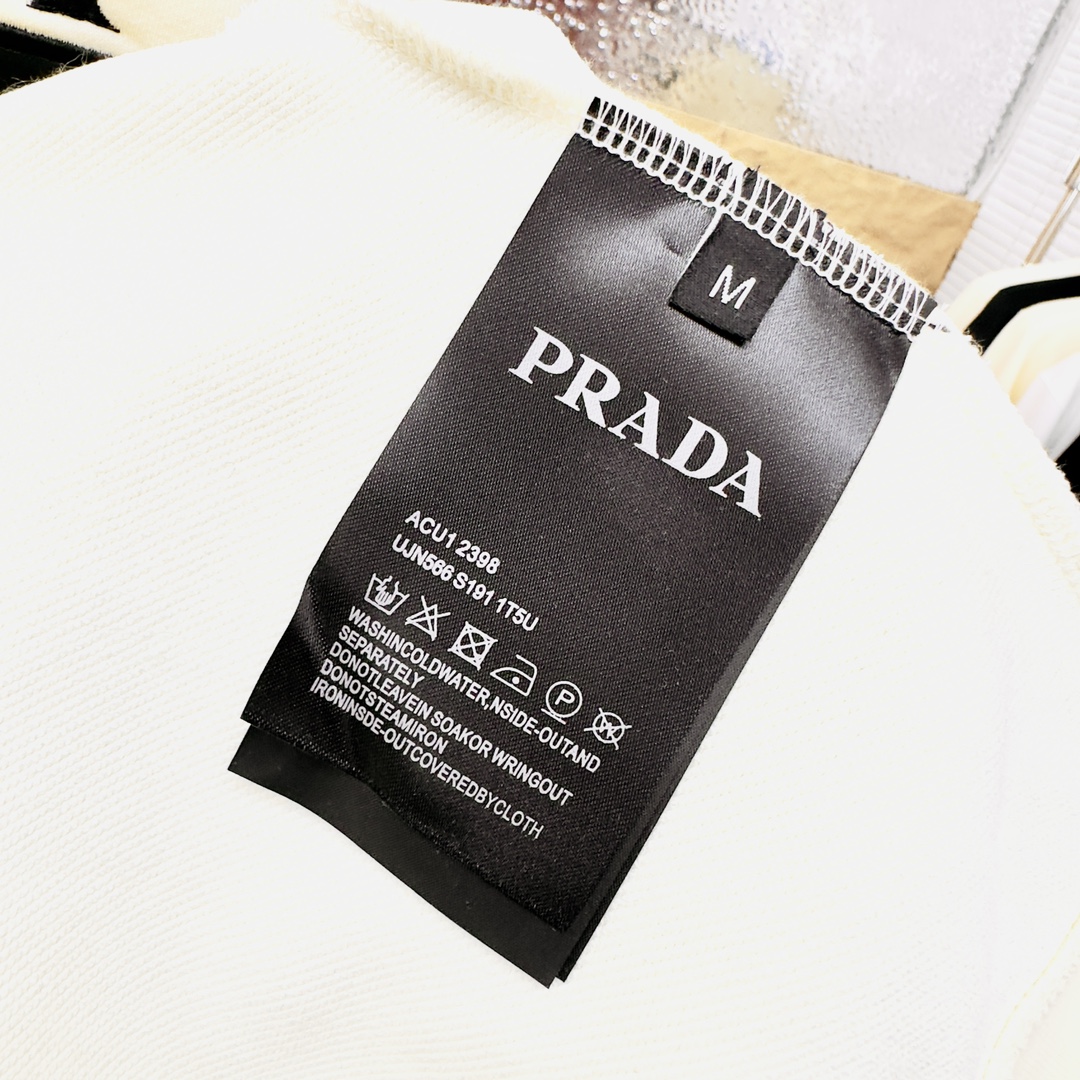 M
PRADA
ACU1 2398
UJN566 S191 1T5U
P
W
WASHINCOLDWATER,NSIDE-OUTAND
SEPARATELY
DONOTLEAVEIN SOAKOR WRINGOUT
DONOTSTEAMIRON
IRONINSDE-OUTCOVEREDBYCLOTH